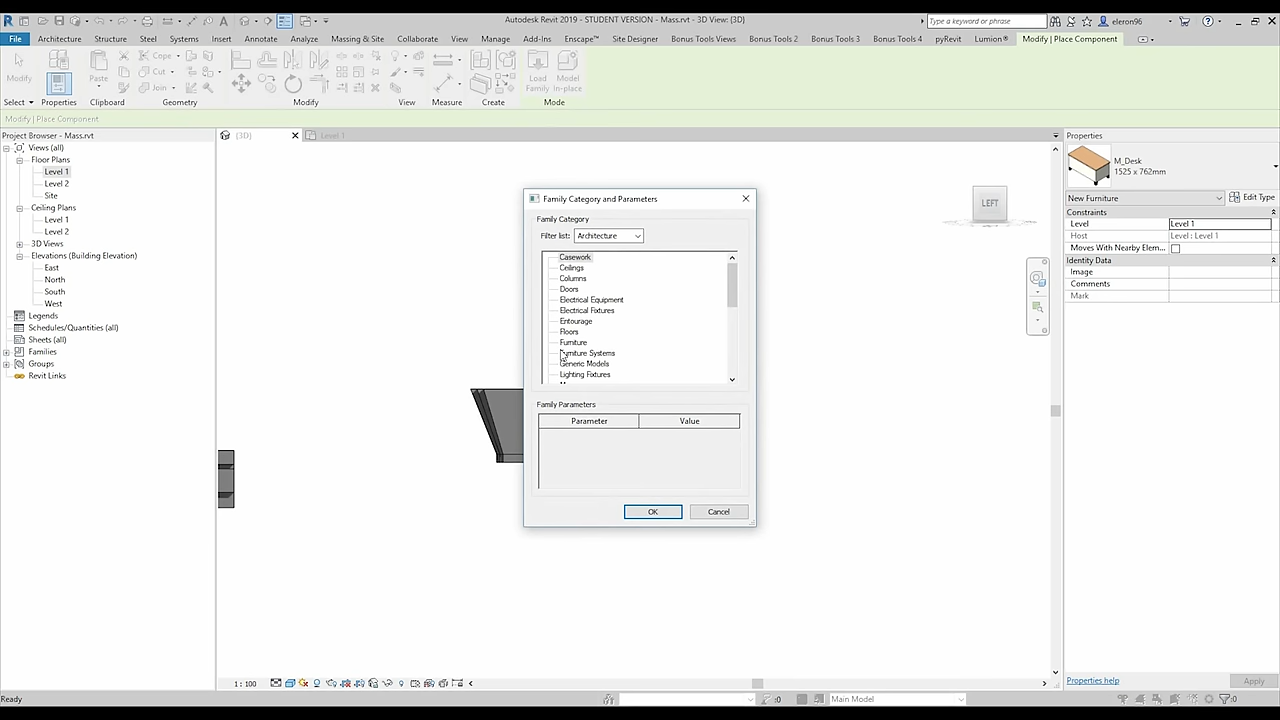 Autodesk Revit 2019 - STUDENT VERSION - Mass.rvt - 3D View: {3D}
Type a keyword or phrase
eleron96
File Architecture Structure Steel Systems Insert Annotate Analyze Massing & Site Collaborate View Manage Add-Ins Enscape™ Site Designer Bonus Tools Views Bonus Tools 2 Bonus Tools 3 Bonus Tools 4 pyRevit Lumion® Modify | Place Component
Modify Paste Cope Cut Join Load Family Model In-place
Select Properties Clipboard Geometry Modify View Measure Create Mode
Modify | Place Component
Project Browser - Mass.rvt
Views (all)
Floor Plans
Level 1
Level 2
Site
Ceiling Plans
Level 1
Level 2
3D Views
Elevations (Building Elevation)
East
North
South
West
Legends
Schedules/Quantities (all)
Sheets (all)
Families
Groups
Revit Links
{3D}
Level 1
Family Category and Parameters
Family Category
Filter list: Architecture
Casework
Ceilings
Columns
Doors
Electrical Equipment
Electrical Fixtures
Entourage
Floors
Furniture
Furniture Systems
Generic Models
Lighting Fixtures
Family Parameters
Parameter Value
OK Cancel
LEFT
Properties
M_Desk
1525 x 762mm
New Furniture Edit Type
Constraints
Level Level 1
Host Level : Level 1
Moves With Nearby Elem...
Identity Data
Image
Comments
Mark
Properties help Apply
1 : 100
Ready
:0 Main Model :0